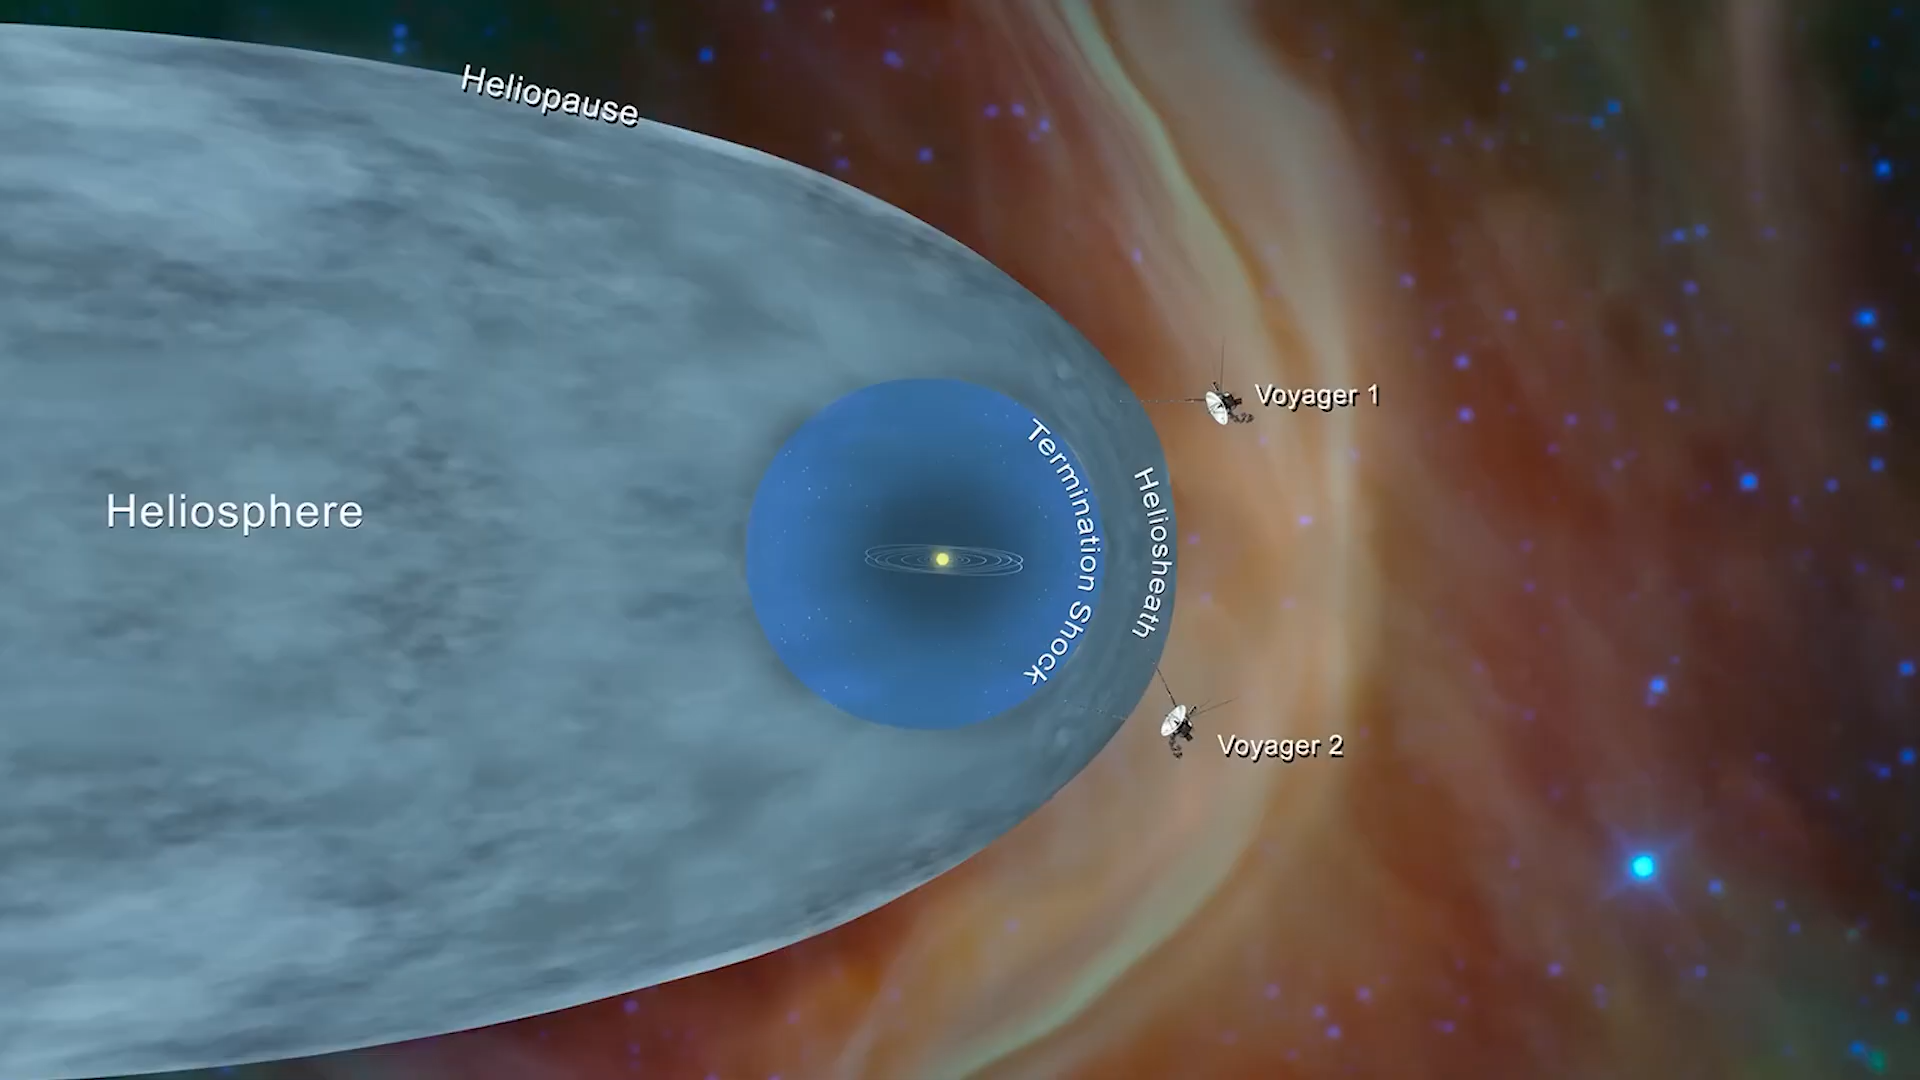 Heliopause
Voyager 1
Termination Shock
Heliosheath
Heliosphere
Voyager 2